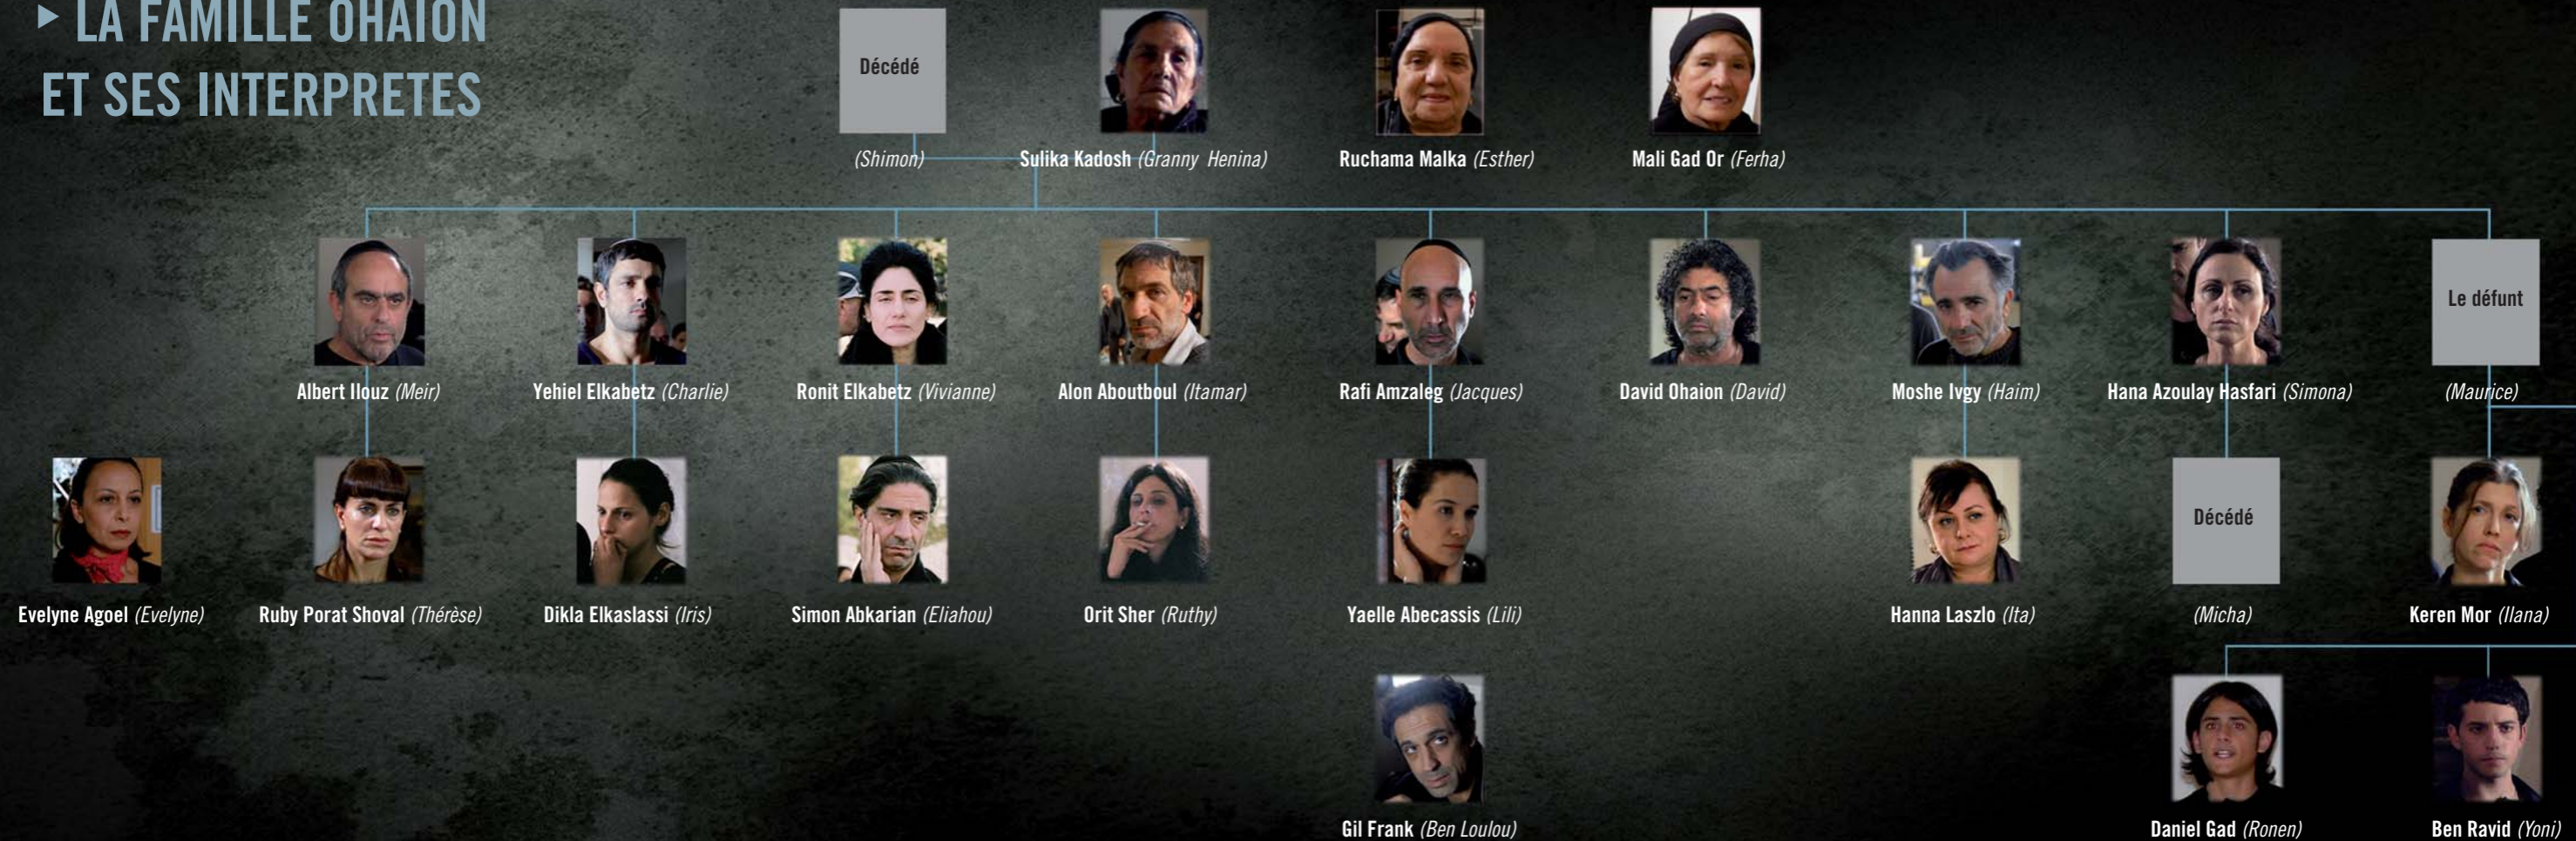 ▸ LA FAMILLE OHAION
ET SES INTERPRETES
Décédé
(Shimon)
Sulika Kadosh (Granny Henina)
Ruchama Malka (Esther)
Mali Gad Or (Ferha)
Le défunt
Albert Ilouz (Meir)
Yehiel Elkabetz (Charlie)
Ronit Elkabetz (Vivianne)
Alon Aboutboul (Itamar)
Rafi Amzaleg (Jacques)
David Ohaion (David)
Moshe Ivgy (Haim)
Hana Azoulay Hasfari (Simona)
(Maurice)
Décédé
Evelyne Agoel (Evelyne)
Ruby Porat Shoval (Thérèse)
Dikla Elkaslassi (Iris)
Simon Abkarian (Eliahou)
Orit Sher (Ruthy)
Yaelle Abecassis (Lili)
Hanna Laszlo (Ita)
(Micha)
Keren Mor (Ilana)
Gil Frank (Ben Loulou)
Daniel Gad (Ronen)
Ben Ravid (Yoni)